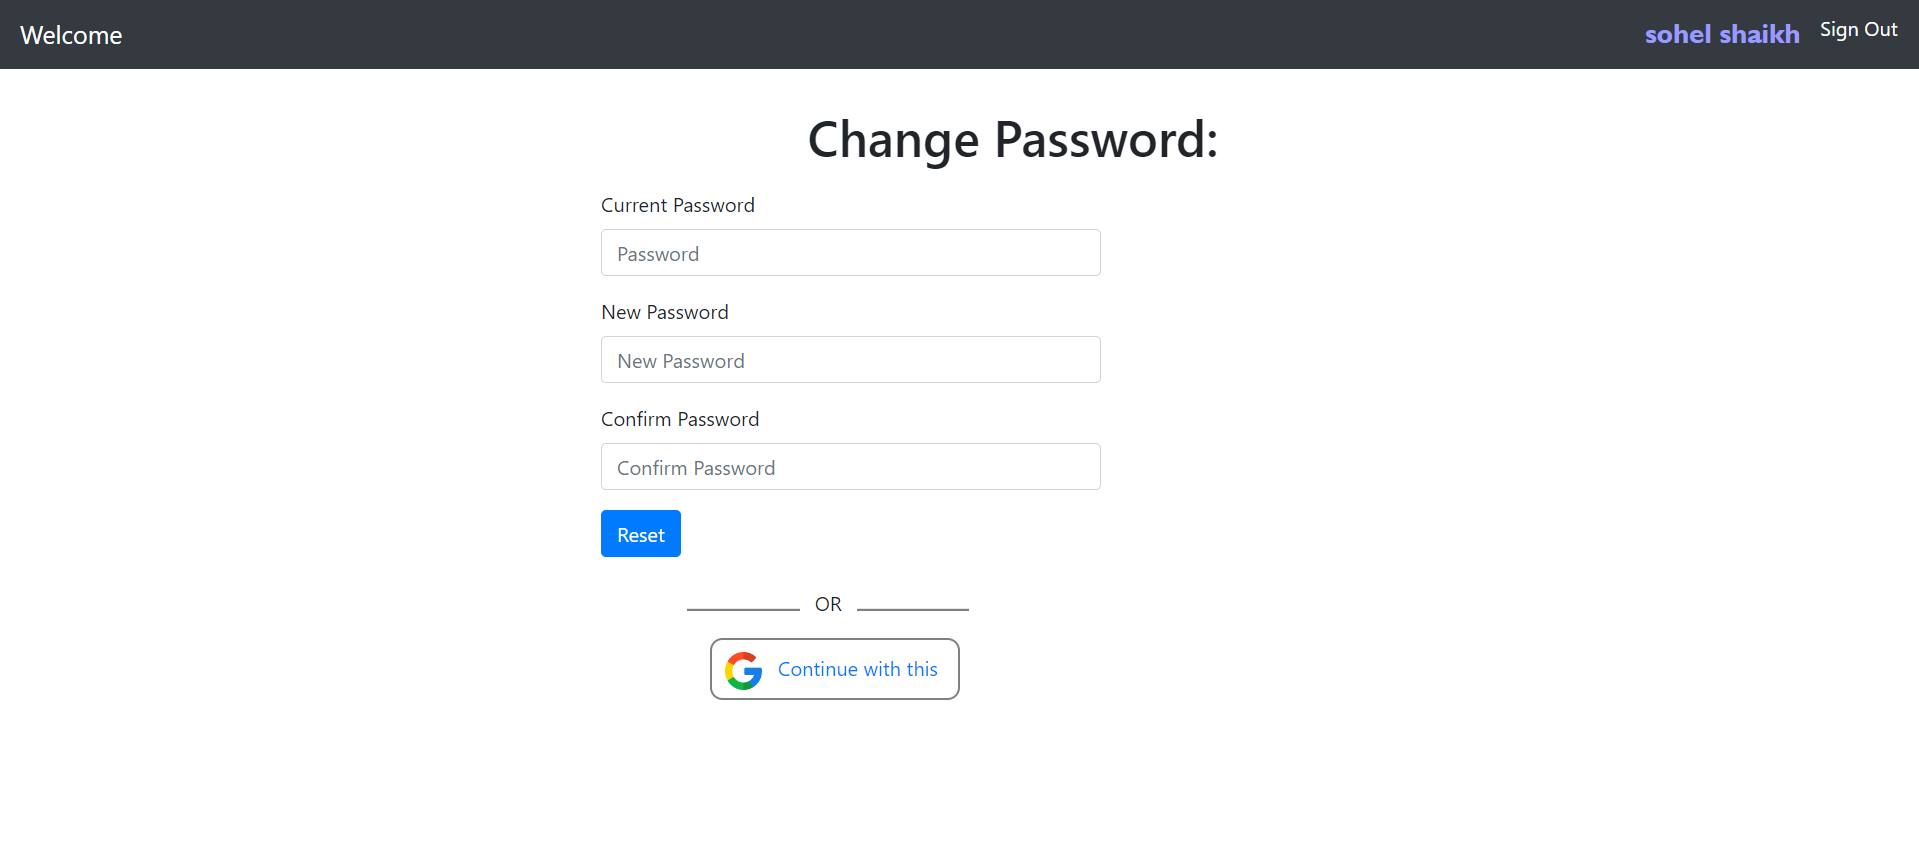 Welcome
sohel shaikh Sign Out
Change Password:
Current Password
Password
New Password
New Password
Confirm Password
Confirm Password
Reset
OR
Continue with this